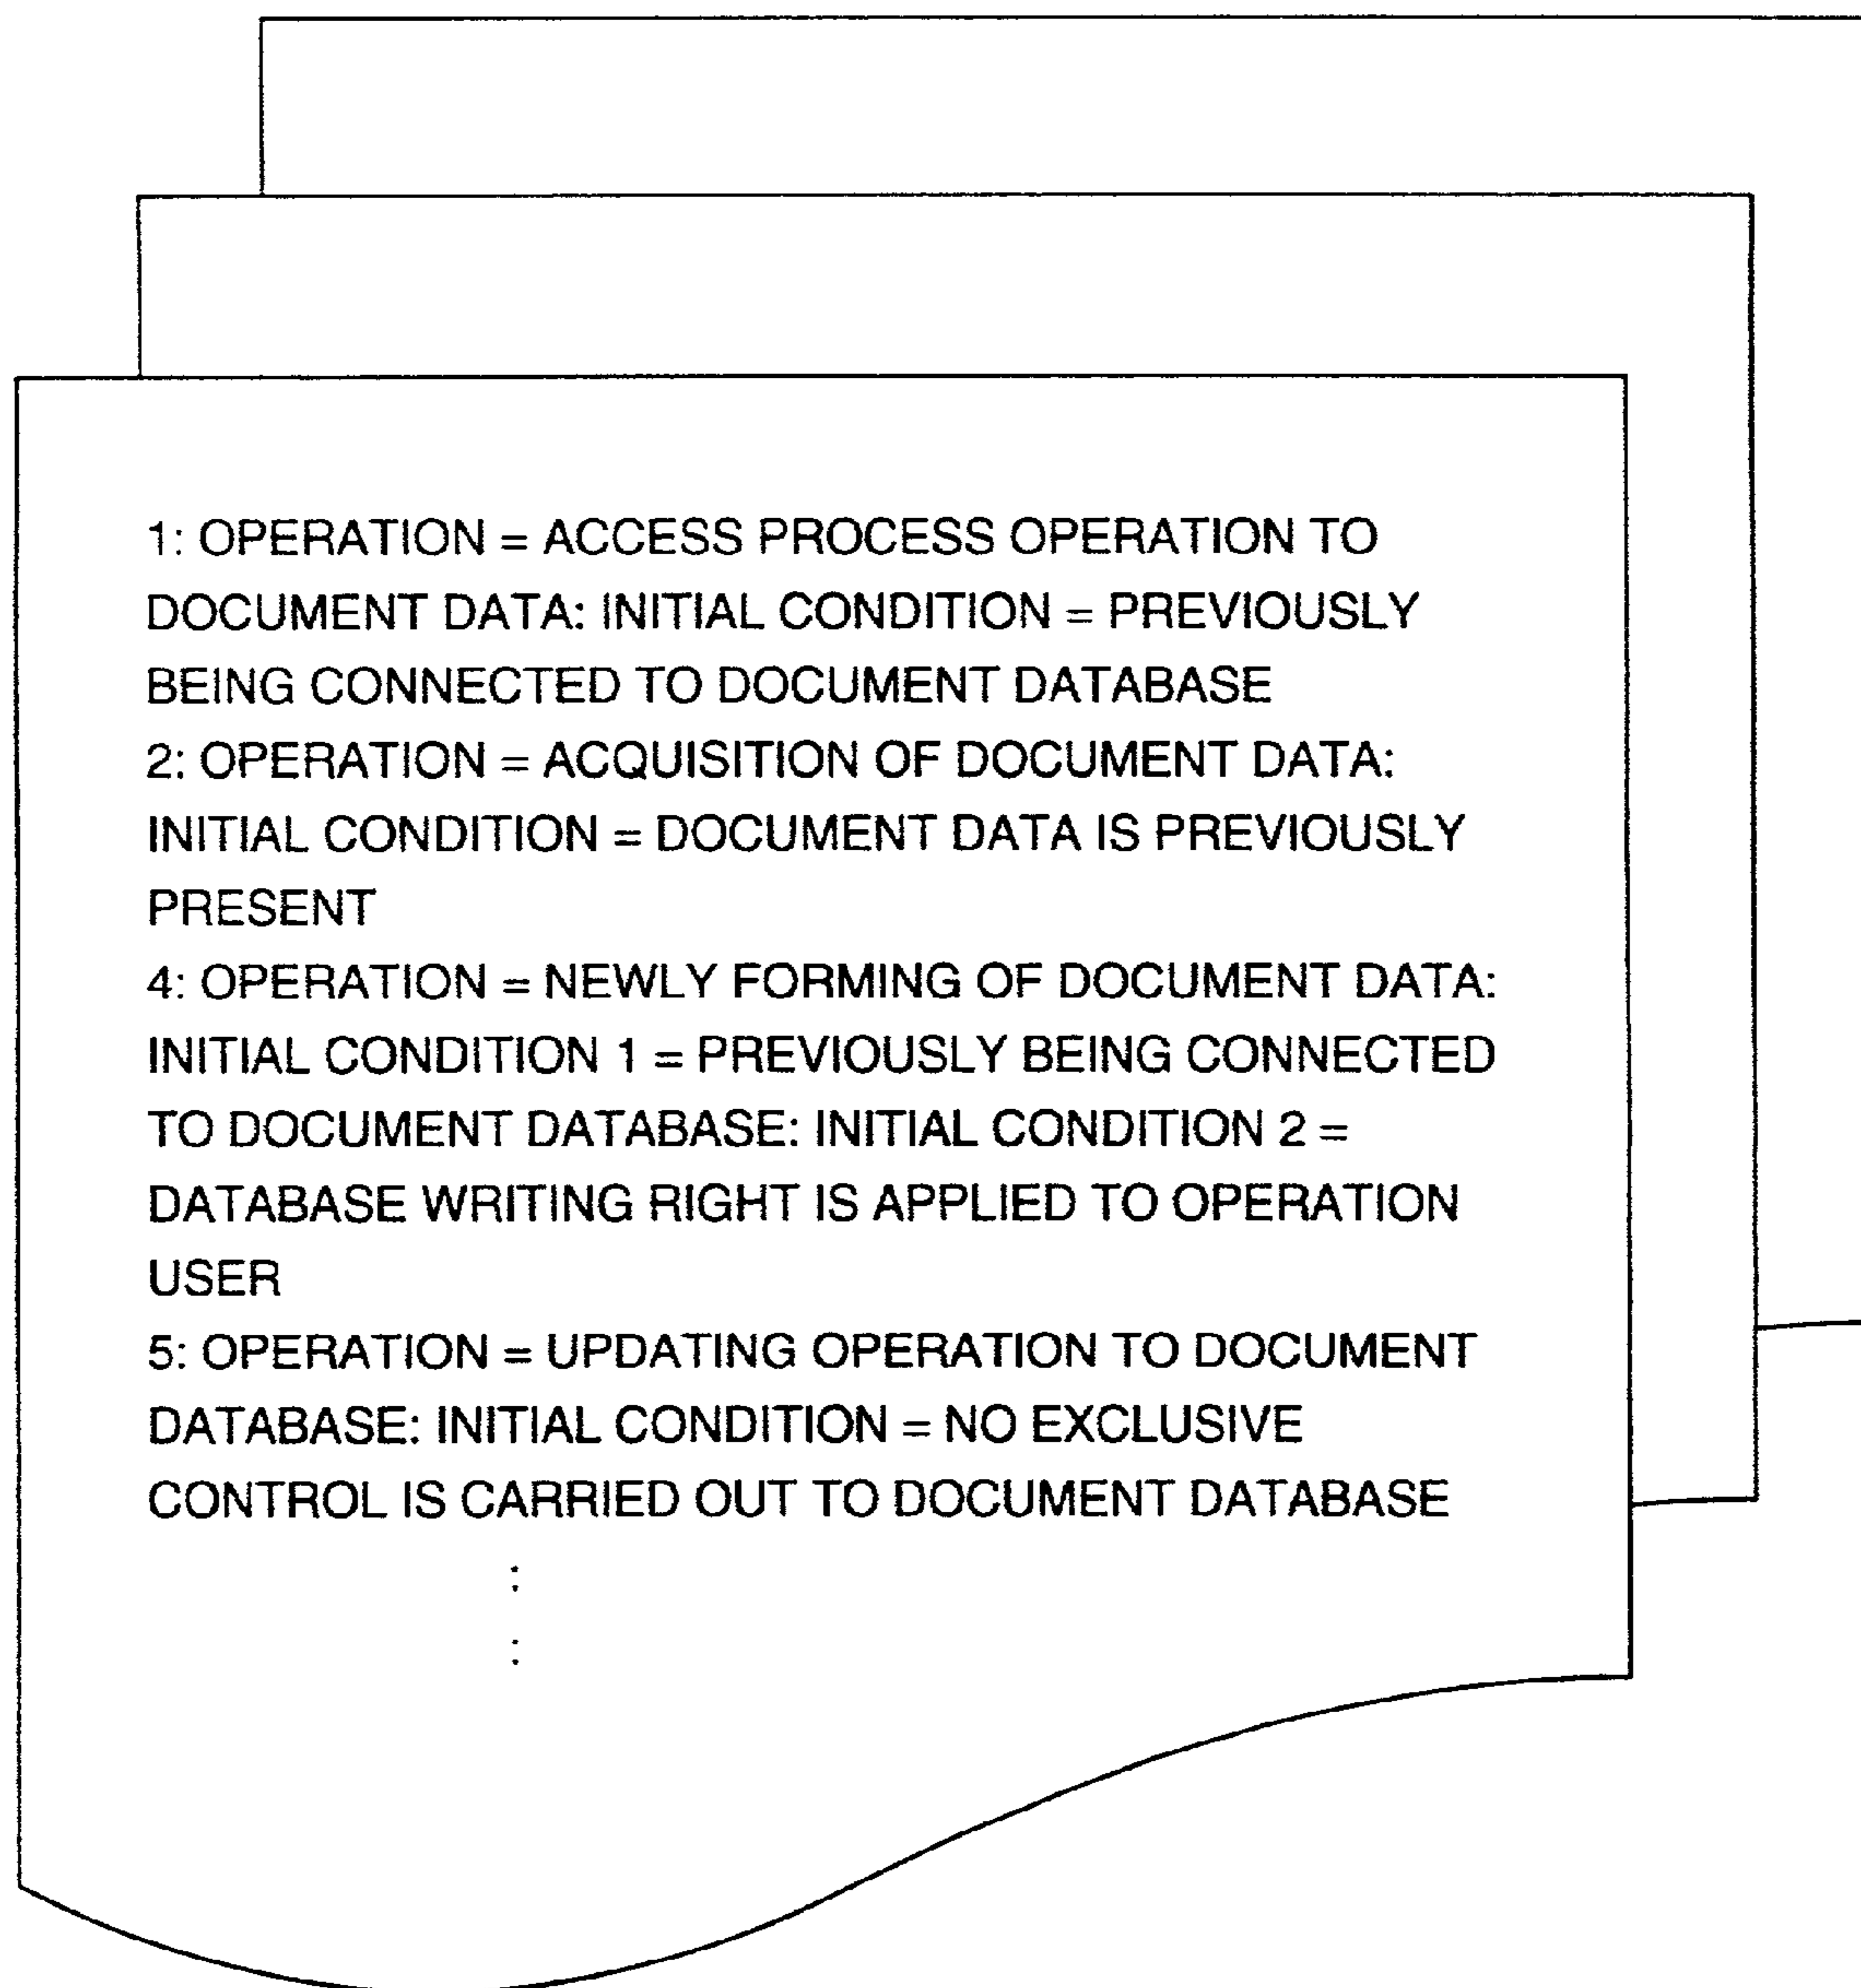 1: OPERATION = ACCESS PROCESS OPERATION TO
DOCUMENT DATA: INITIAL CONDITION = PREVIOUSLY
BEING CONNECTED TO DOCUMENT DATABASE
2: OPERATION = ACQUISITION OF DOCUMENT DATA:
INITIAL CONDITION = DOCUMENT DATA IS PREVIOUSLY
PRESENT
4: OPERATION = NEWLY FORMING OF DOCUMENT DATA:
INITIAL CONDITION 1 = PREVIOUSLY BEING CONNECTED
TO DOCUMENT DATABASE: INITIAL CONDITION 2 =
DATABASE WRITING RIGHT IS APPLIED TO OPERATION
USER
5: OPERATION = UPDATING OPERATION TO DOCUMENT
DATABASE: INITIAL CONDITION = NO EXCLUSIVE
CONTROL IS CARRIED OUT TO DOCUMENT DATABASE
:
: